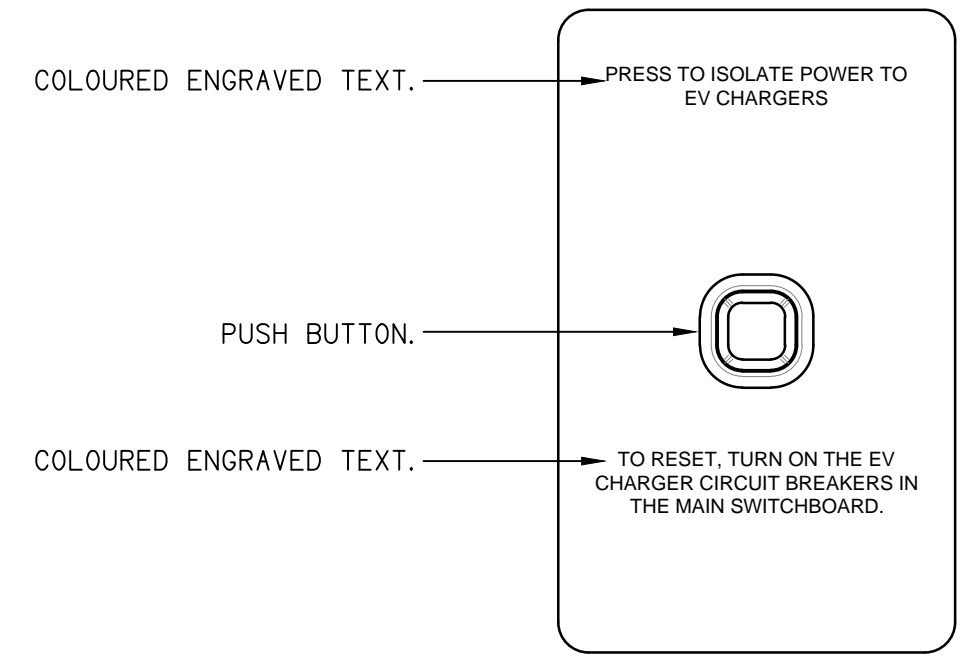 COLOURED ENGRAVED TEXT.
PRESS TO ISOLATE POWER TO
EV CHARGERS
PUSH BUTTON.
COLOURED ENGRAVED TEXT.
TO RESET, TURN ON THE EV
CHARGER CIRCUIT BREAKERS IN
THE MAIN SWITCHBOARD.